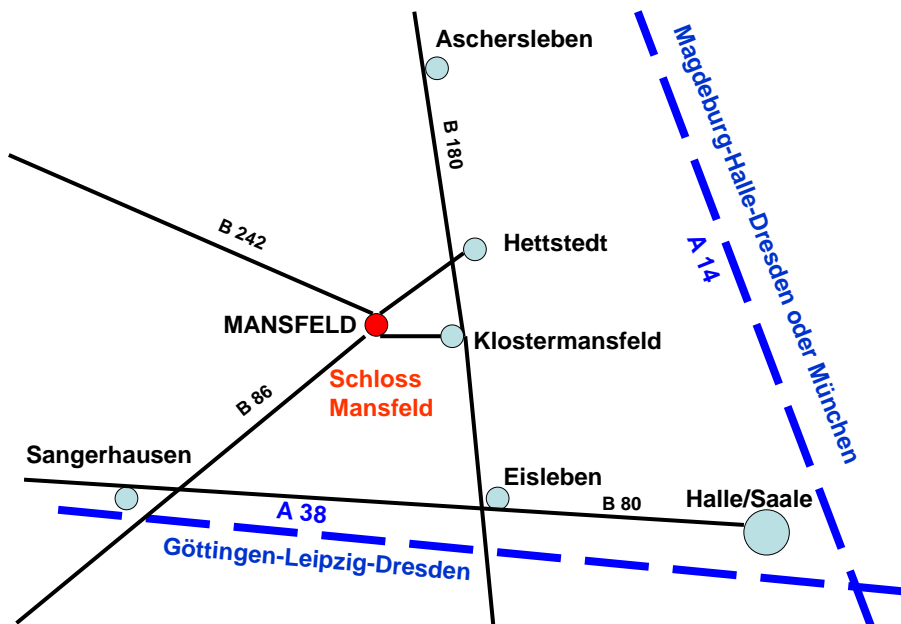 Aschersleben
Magdeburg-Halle-Dresden oder München
B 180
B 242
Hettstedt
A 14
MANSFELD
Klostermansfeld
Schloss
Mansfeld
B 86
Sangerhausen
Eisleben
Halle/Saale
B 80
A 38
Göttingen-Leipzig-Dresden